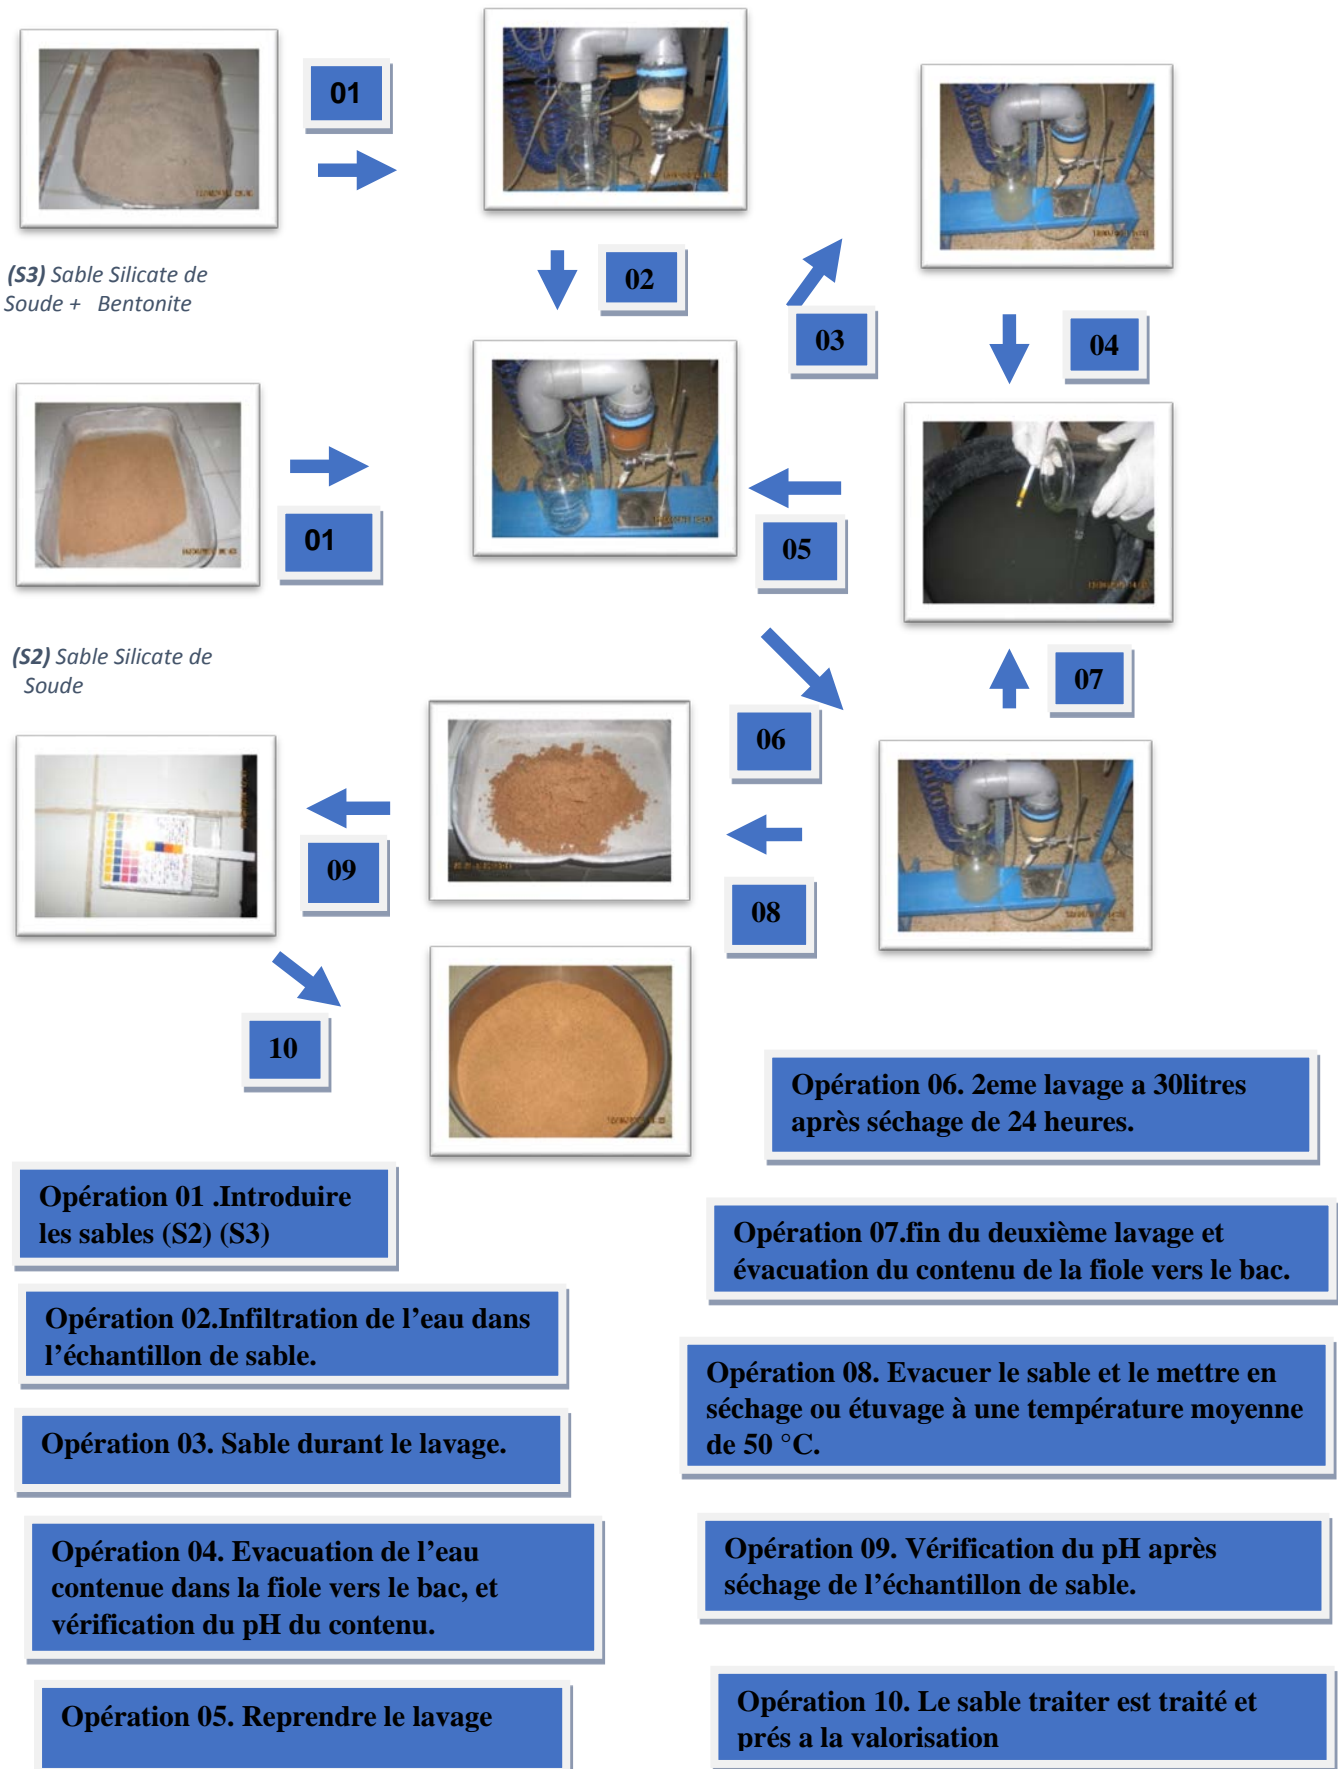 01
02
03
04
(S3) Sable Silicate de
Soude + Bentonite
01
05
(S2) Sable Silicate de
Soude
06
07
08
09
10
Opération 01 .Introduire
les sables (S2) (S3)
Opération 02.Infiltration de l’eau dans
l’échantillon de sable.
Opération 03. Sable durant le lavage.
Opération 04. Evacuation de l’eau
contenue dans la fiole vers le bac, et
vérification du pH du contenu.
Opération 05. Reprendre le lavage
Opération 06. 2eme lavage a 30litres
après séchage de 24 heures.
Opération 07.fin du deuxième lavage et
évacuation du contenu de la fiole vers le bac.
Opération 08. Evacuer le sable et le mettre en
séchage ou étuvage à une température moyenne
de 50 °C.
Opération 09. Vérification du pH après
séchage de l’échantillon de sable.
Opération 10. Le sable traiter est traité et
prés a la valorisation